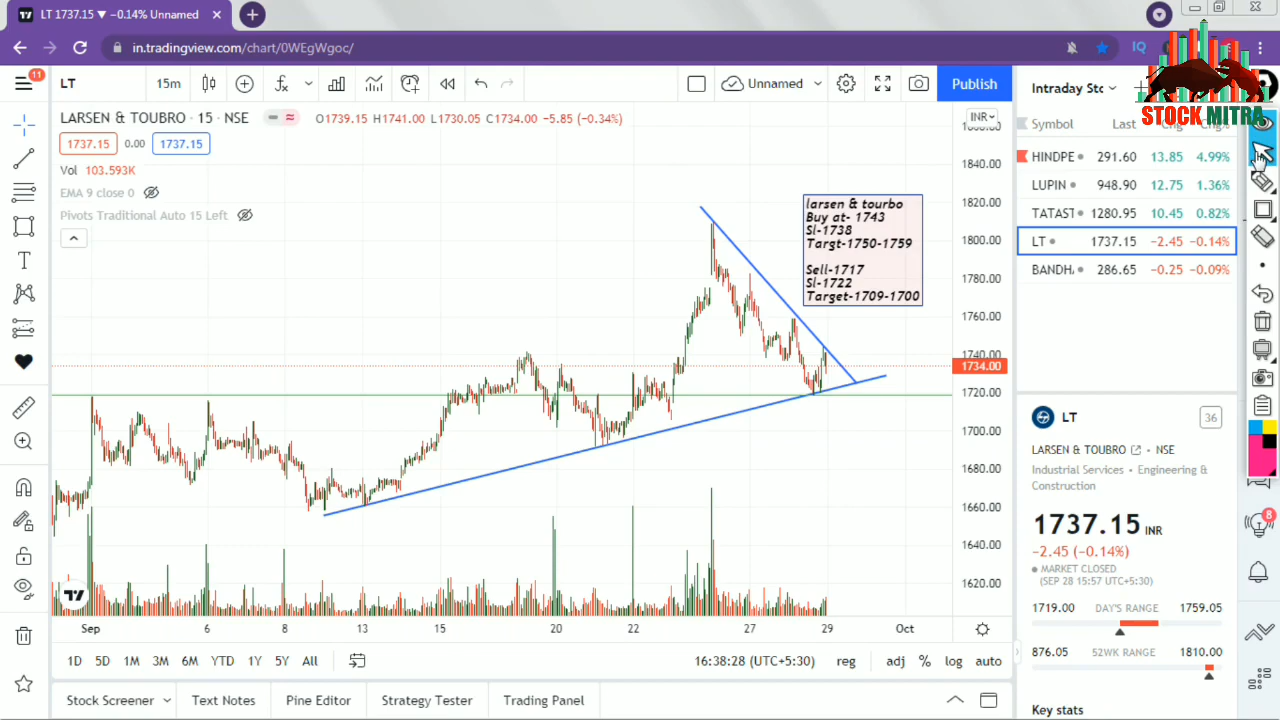 LT 1737.15 ▼ −0.14% Unnamed
in.tradingview.com/chart/0WEgWgoc/
IQ
11
LT
15m
Unnamed
Publish
Intraday Stc
STOCK MITRA
LARSEN & TOUBRO · 15 · NSE
O1739.15 H1741.00 L1730.05 C1734.00 −5.85 (−0.34%)
INR
1737.15 0.00 1737.15
Vol 103.593K
EMA 9 close 0
Pivots Traditional Auto 15 Left
Symbol Last Chg Chg%
HINDPE 291.60 13.85 4.99%
LUPIN 948.90 12.75 1.36%
TATAST 1280.95 10.45 0.82%
LT 1737.15 −2.45 −0.14%
BANDHA 286.65 −0.25 −0.09%
larsen & tourbo
Buy at- 1743
Sl-1738
Targt-1750-1759
Sell-1717
Sl-1722
Target-1709-1700
1840.00
1820.00
1800.00
1780.00
1760.00
1740.00
1734.00
1720.00
1700.00
1680.00
1660.00
1640.00
1620.00
Sep 6 8 13 15 20 22 27 29 Oct
LT
36
LARSEN & TOUBRO · NSE
Industrial Services • Engineering &
Construction
1737.15 INR
−2.45 (−0.14%)
MARKET CLOSED
(SEP 28 15:57 UTC+5:30)
1719.00 DAY'S RANGE 1759.05
876.05 52WK RANGE 1810.00
Key stats
8
1D 5D 1M 3M 6M YTD 1Y 5Y All
16:38:28 (UTC+5:30) reg adj % log auto
Stock Screener Text Notes Pine Editor Strategy Tester Trading Panel